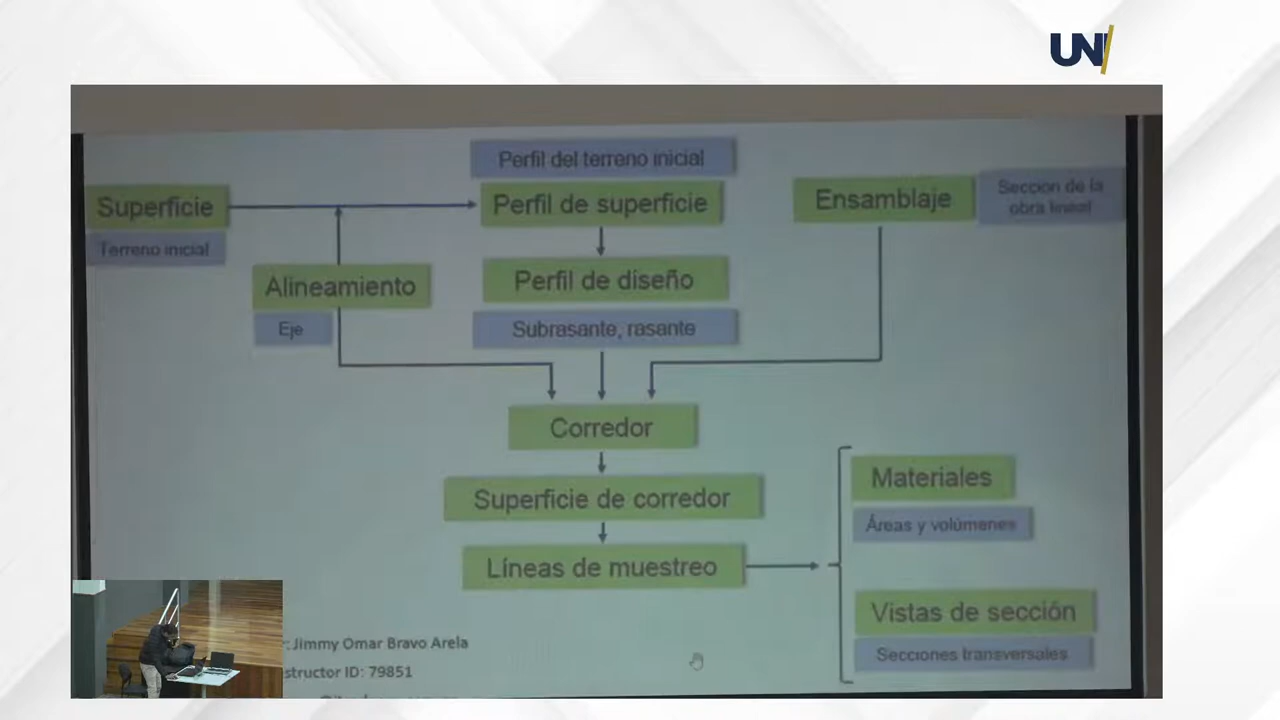 UNI
Perfil del terreno inicial
Superficie
Perfil de superficie
Ensamblaje
Seccion de la
obra lineal
Terreno inicial
Alineamiento
Perfil de diseño
Eje
Subrasante, rasante
Corredor
Superficie de corredor
Materiales
Áreas y volúmenes
Líneas de muestreo
Vistas de sección
Secciones transversales
: Jimmy Omar Bravo Arela
structor ID: 79851